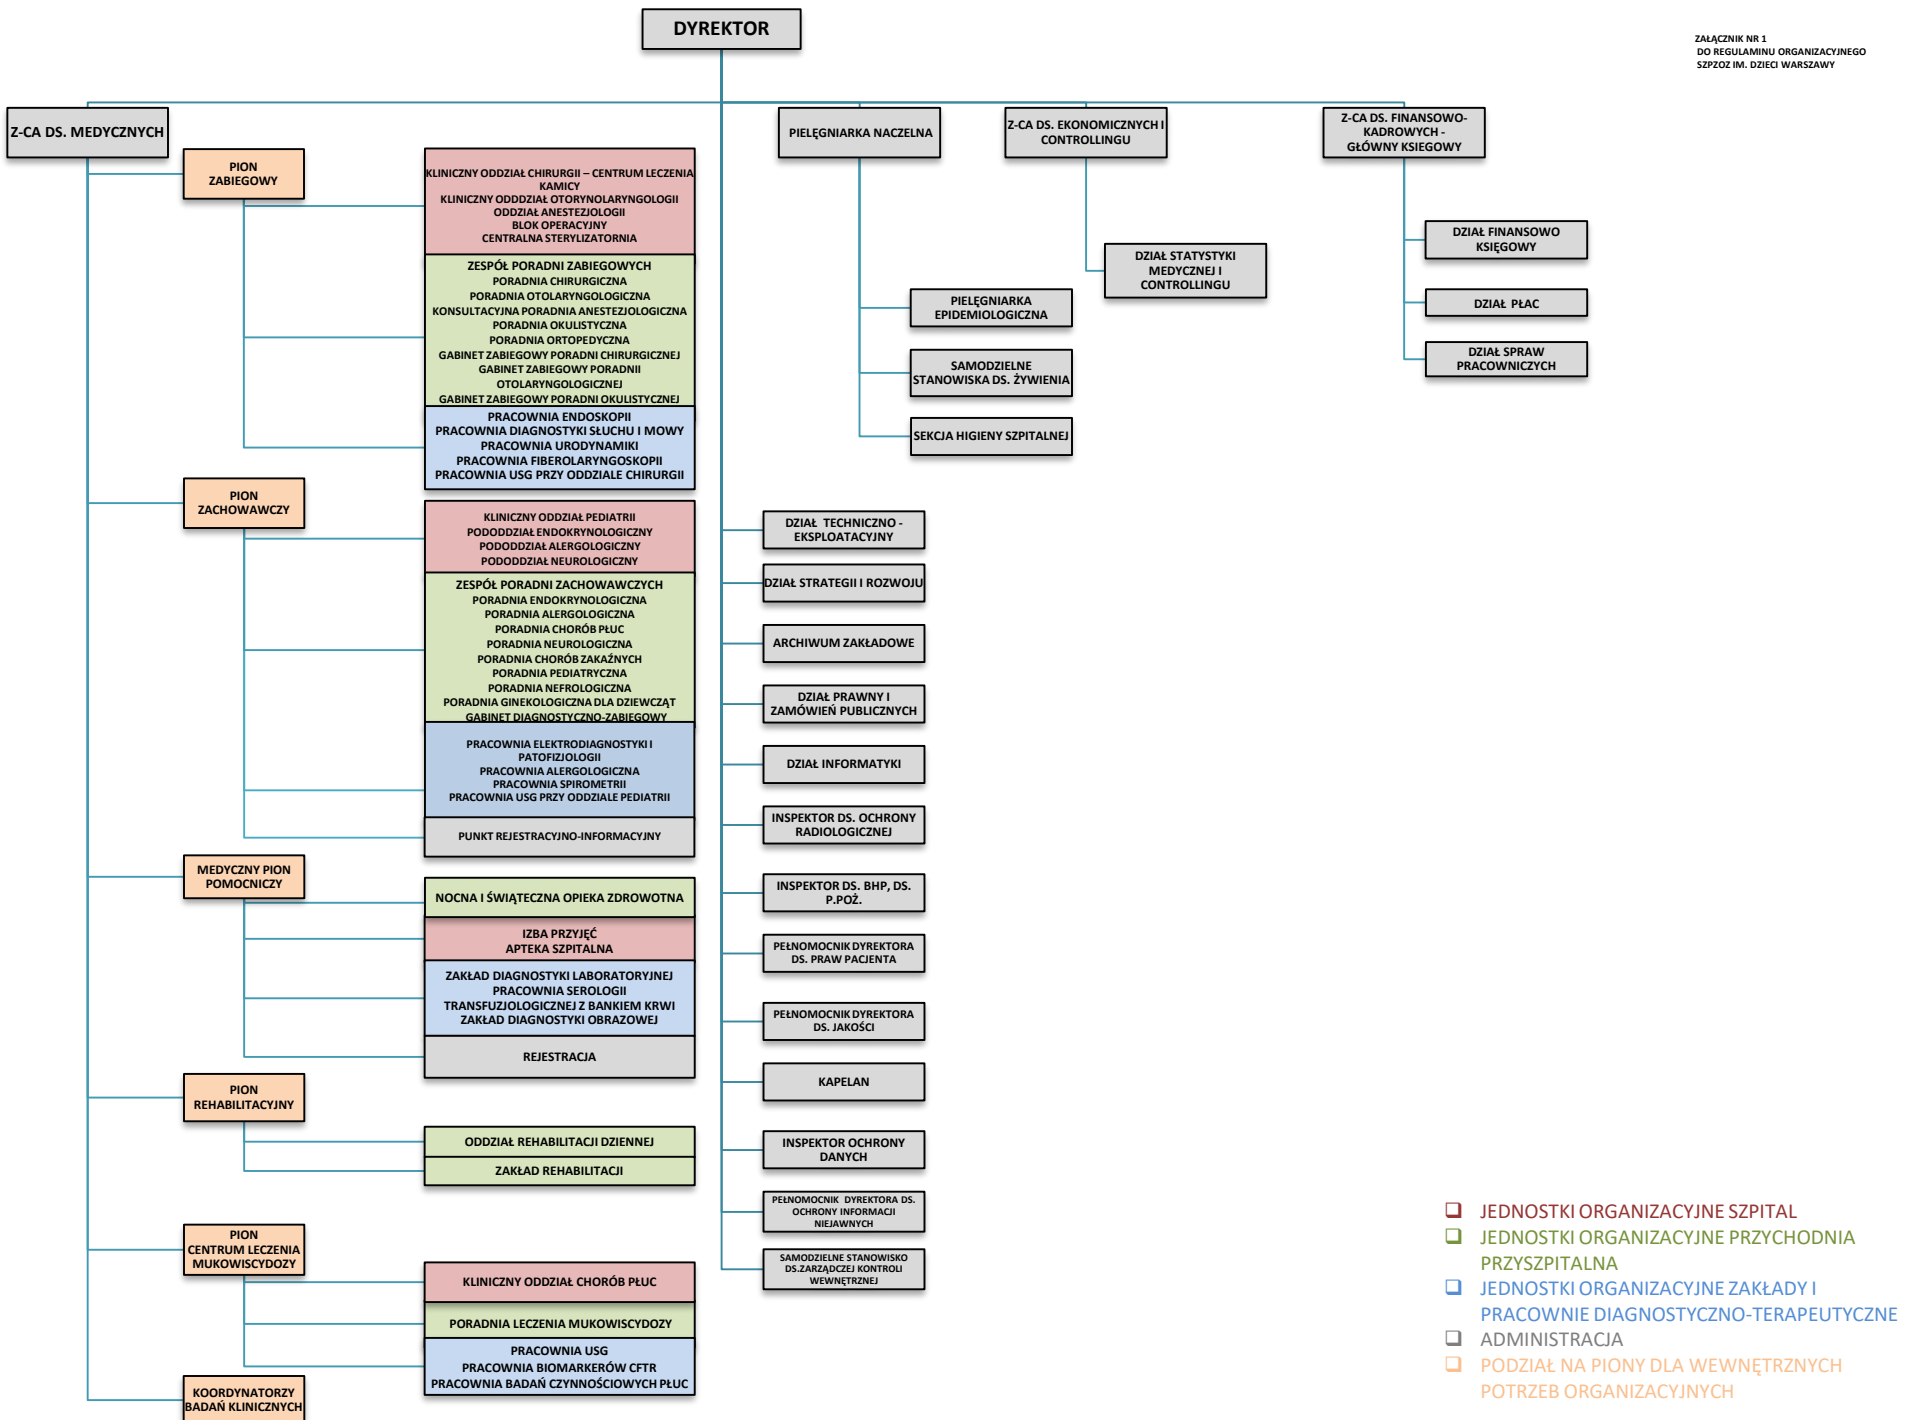 DYREKTOR
ZAŁĄCZNIK NR 1
DO REGULAMINU ORGANIZACYJNEGO
SZPZOZ IM. DZIECI WARSZAWY
Z-CA DS. MEDYCZNYCH
PIELĘGNIARKA NACZELNA
Z-CA DS. EKONOMICZNYCH I
CONTROLLINGU
Z-CA DS. FINANSOWO-
KADROWYCH -
GŁÓWNY KSIEGOWY
PION
ZABIEGOWY
KLINICZNY ODDZIAŁ CHIRURGII – CENTRUM LECZENIA
KAMICY
KLINICZNY ODDDZIAŁ OTORYNOLARYNGOLOGII
ODDZIAŁ ANESTEZJOLOGII
BLOK OPERACYJNY
CENTRALNA STERYLIZATORNIA
ZESPÓŁ PORADNI ZABIEGOWYCH
PORADNIA CHIRURGICZNA
PORADNIA OTOLARYNGOLOGICZNA
KONSULTACYJNA PORADNIA ANESTEZJOLOGICZNA
PORADNIA OKULISTYCZNA
PORADNIA ORTOPEDYCZNA
GABINET ZABIEGOWY PORADNI CHIRURGICZNEJ
GABINET ZABIEGOWY PORADNII
OTOLARYNGOLOGICZNEJ
GABINET ZABIEGOWY PORADNI OKULISTYCZNEJ
PRACOWNIA ENDOSKOPII
PRACOWNIA DIAGNOSTYKI SŁUCHU I MOWY
PRACOWNIA URODYNAMIKI
PRACOWNIA FIBEROLARYNGOSKOPII
PRACOWNIA USG PRZY ODDZIALE CHIRURGII
PION
ZACHOWAWCZY
KLINICZNY ODDZIAŁ PEDIATRII
PODODDZIAŁ ENDOKRYNOLOGICZNY
PODODDZIAŁ ALERGOLOGICZNY
PODODDZIAŁ NEUROLOGICZNY
ZESPÓŁ PORADNI ZACHOWAWCZYCH
PORADNIA ENDOKRYNOLOGICZNA
PORADNIA ALERGOLOGICZNA
PORADNIA CHORÓB PŁUC
PORADNIA NEUROLOGICZNA
PORADNIA CHORÓB ZAKAŹNYCH
PORADNIA PEDIATRYCZNA
PORADNIA NEFROLOGICZNA
PORADNIA GINEKOLOGICZNA DLA DZIEWCZĄT
GABINET DIAGNOSTYCZNO-ZABIEGOWY
PRACOWNIA ELEKTRODIAGNOSTYKI I
PATOFIZJOLOGII
PRACOWNIA ALERGOLOGICZNA
PRACOWNIA SPIROMETRII
PRACOWNIA USG PRZY ODDZIALE PEDIATRII
PUNKT REJESTRACYJNO-INFORMACYJNY
MEDYCZNY PION
POMOCNICZY
NOCNA I ŚWIĄTECZNA OPIEKA ZDROWOTNA
IZBA PRZYJĘĆ
APTEKA SZPITALNA
ZAKŁAD DIAGNOSTYKI LABORATORYJNEJ
PRACOWNIA SEROLOGII
TRANSFUZJOLOGICZNEJ Z BANKIEM KRWI
ZAKŁAD DIAGNOSTYKI OBRAZOWEJ
REJESTRACJA
PION
REHABILITACYJNY
ODDZIAŁ REHABILITACJI DZIENNEJ
ZAKŁAD REHABILITACJI
PION
CENTRUM LECZENIA
MUKOWISCYDOZY
KLINICZNY ODDZIAŁ CHORÓB PŁUC
PORADNIA LECZENIA MUKOWISCYDOZY
PRACOWNIA USG
PRACOWNIA BIOMARKERÓW CFTR
PRACOWNIA BADAŃ CZYNNOŚCIOWYCH PŁUC
KOORDYNATORZY
BADAŃ KLINICZNYCH
PIELĘGNIARKA
EPIDEMIOLOGICZNA
SAMODZIELNE
STANOWISKA DS. ŻYWIENIA
SEKCJA HIGIENY SZPITALNEJ
DZIAŁ STATYSTYKI
MEDYCZNEJ I
CONTROLLINGU
DZIAŁ FINANSOWO
KSIĘGOWY
DZIAŁ PŁAC
DZIAŁ SPRAW
PRACOWNICZYCH
DZIAŁ TECHNICZNO -
EKSPLOATACYJNY
DZIAŁ STRATEGII I ROZWOJU
ARCHIWUM ZAKŁADOWE
DZIAŁ PRAWNY I
ZAMÓWIEŃ PUBLICZNYCH
DZIAŁ INFORMATYKI
INSPEKTOR DS. OCHRONY
RADIOLOGICZNEJ
INSPEKTOR DS. BHP, DS.
P.POŻ.
PEŁNOMOCNIK DYREKTORA
DS. PRAW PACJENTA
PEŁNOMOCNIK DYREKTORA
DS. JAKOŚCI
KAPELAN
INSPEKTOR OCHRONY
DANYCH
PEŁNOMOCNIK DYREKTORA DS.
OCHRONY INFORMACJI
NIEJAWNYCH
SAMODZIELNE STANOWISKO
DS.ZARZĄDCZEJ KONTROLI
WEWNĘTRZNEJ
JEDNOSTKI ORGANIZACYJNE SZPITAL
JEDNOSTKI ORGANIZACYJNE PRZYCHODNIA
PRZYSZPITALNA
JEDNOSTKI ORGANIZACYJNE ZAKŁADY I
PRACOWNIE DIAGNOSTYCZNO-TERAPEUTYCZNE
ADMINISTRACJA
PODZIAŁ NA PIONY DLA WEWNĘTRZNYCH
POTRZEB ORGANIZACYJNYCH